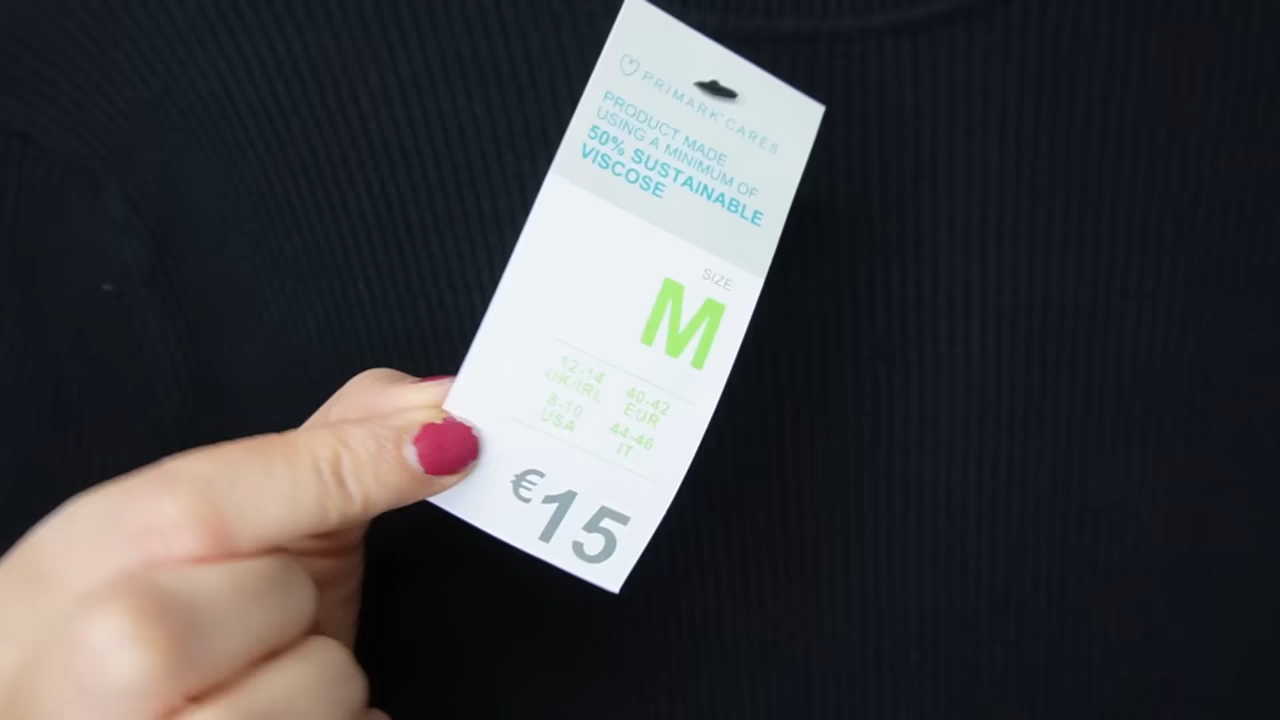 PRIMARK CARES
PRODUCT MADE
USING A MINIMUM OF
50% SUSTAINABLE
VISCOSE
SIZE
M
12-14 40-42
UK/IRL EUR
8-10 44-46
USA IT
€15